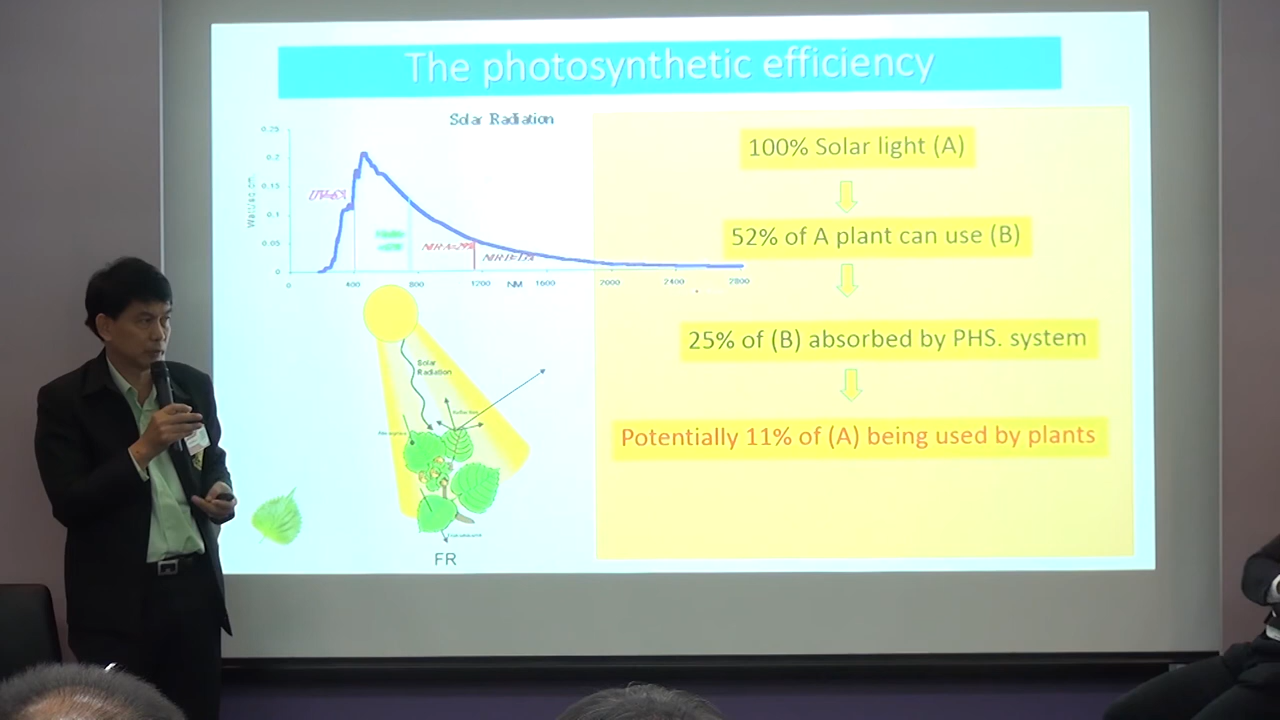 The photosynthetic efficiency
Solar Radiation
0.25
0.2
0.15
0.1
0.05
0
0 400 800 1200 NM 1600 2000 2400 2800
100% Solar light (A)
52% of A plant can use (B)
25% of (B) absorbed by PHS. system
Potentially 11% of (A) being used by plants
Solar
Radiation
FR